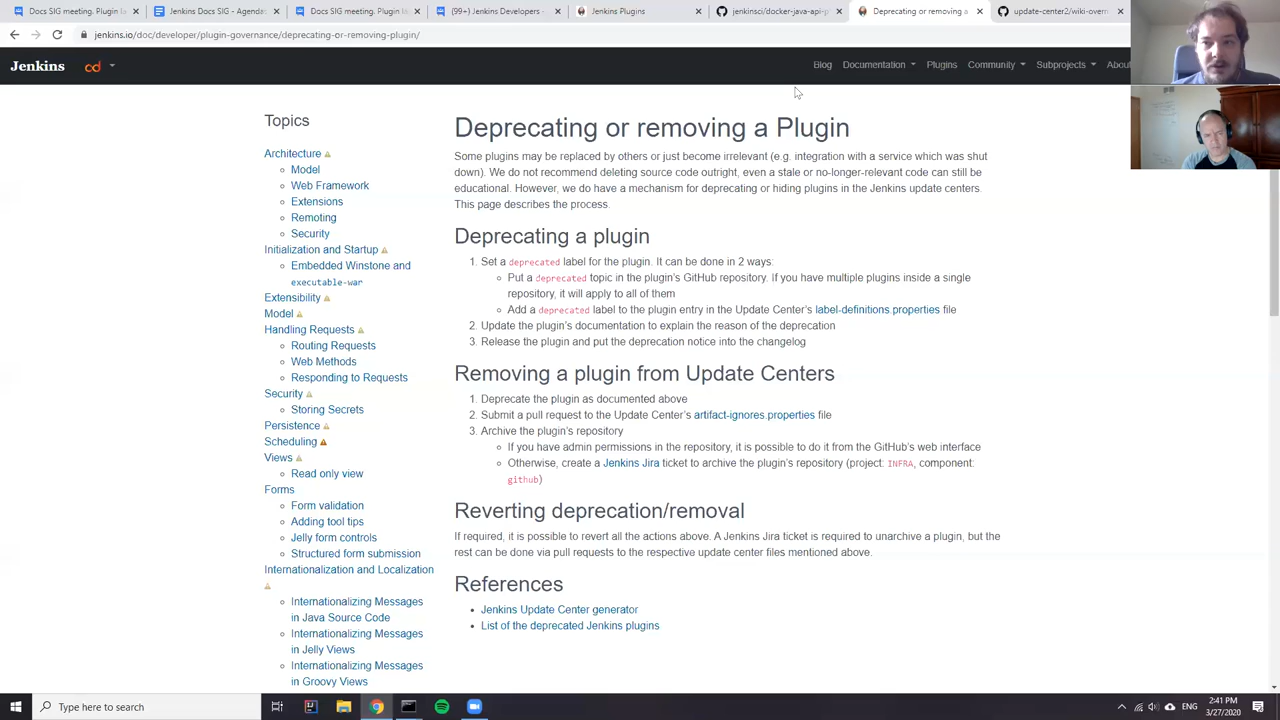 Docs SIG meeting. Plugin
Jenkins Docs SIG - Agenda
Docs SIG meeting. Plugin l
(99+) Jenkins Developers -
Jenkins Plugins
jenkinsci/docker-java-api-p
Deprecating or removing a
update-center2/wiki-overr
jenkins.io/doc/developer/plugin-governance/deprecating-or-removing-plugin/
Jenkins
cd
Blog
Documentation
Plugins
Community
Subprojects
About
Topics
Architecture
Model
Web Framework
Extensions
Remoting
Security
Initialization and Startup
Embedded Winstone and
executable-war
Extensibility
Model
Handling Requests
Routing Requests
Web Methods
Responding to Requests
Security
Storing Secrets
Persistence
Scheduling
Views
Read only view
Forms
Form validation
Adding tool tips
Jelly form controls
Structured form submission
Internationalization and Localization
Internationalizing Messages
in Java Source Code
Internationalizing Messages
in Jelly Views
Internationalizing Messages
in Groovy Views
Deprecating or removing a Plugin
Some plugins may be replaced by others or just become irrelevant (e.g. integration with a service which was shut
down). We do not recommend deleting source code outright, even a stale or no-longer-relevant code can still be
educational. However, we do have a mechanism for deprecating or hiding plugins in the Jenkins update centers.
This page describes the process.
Deprecating a plugin
1. Set a deprecated label for the plugin. It can be done in 2 ways:
Put a deprecated topic in the plugin's GitHub repository. If you have multiple plugins inside a single
repository, it will apply to all of them
Add a deprecated label to the plugin entry in the Update Center's label-definitions.properties file
2. Update the plugin's documentation to explain the reason of the deprecation
3. Release the plugin and put the deprecation notice into the changelog
Removing a plugin from Update Centers
1. Deprecate the plugin as documented above
2. Submit a pull request to the Update Center's artifact-ignores.properties file
3. Archive the plugin's repository
If you have admin permissions in the repository, it is possible to do it from the GitHub's web interface
Otherwise, create a Jenkins Jira ticket to archive the plugin's repository (project: INFRA, component:
github)
Reverting deprecation/removal
If required, it is possible to revert all the actions above. A Jenkins Jira ticket is required to unarchive a plugin, but the
rest can be done via pull requests to the respective update center files mentioned above.
References
Jenkins Update Center generator
List of the deprecated Jenkins plugins
Type here to search
ENG
2:41 PM
3/27/2020